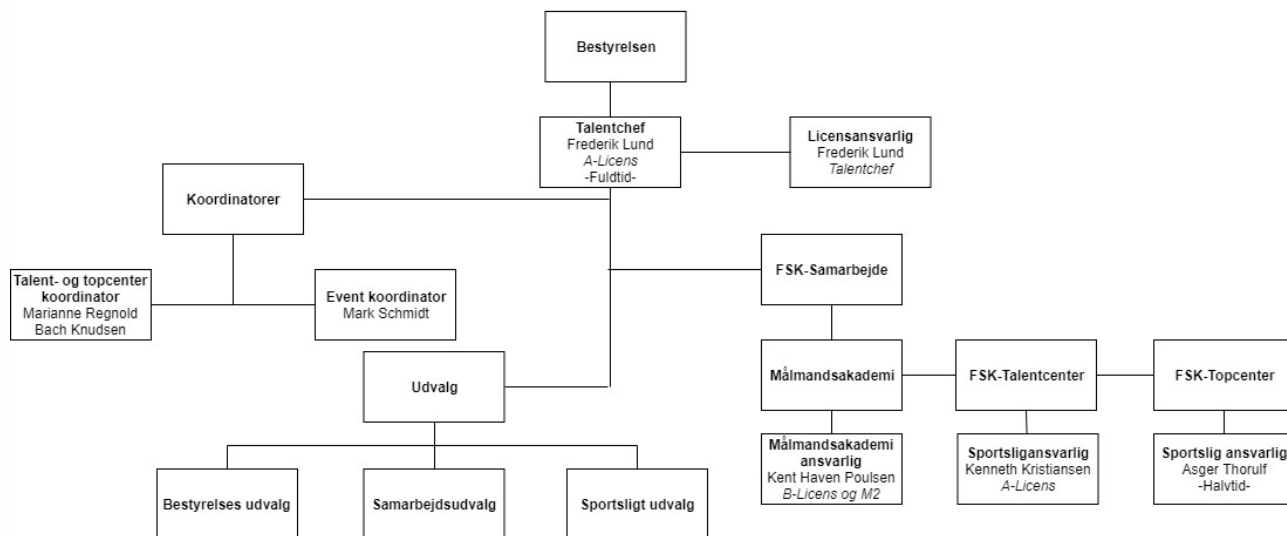 Bestyrelsen
Talentchef
Frederik Lund
A-Licens
-Fuldtid-
Licensansvarlig
Frederik Lund
Talentchef
Koordinatorer
Talent- og topcenter
koordinator
Marianne Regnold
Bach Knudsen
Event koordinator
Mark Schmidt
FSK-Samarbejde
Udvalg
Målmandsakademi
FSK-Talentcenter
FSK-Topcenter
Målmandsakademi
ansvarlig
Kent Haven Poulsen
B-Licens og M2
Sportsligansvarlig
Kenneth Kristiansen
A-Licens
Sportslig ansvarlig
Asger Thorulf
-Halvtid-
Bestyrelses udvalg
Samarbejdsudvalg
Sportsligt udvalg